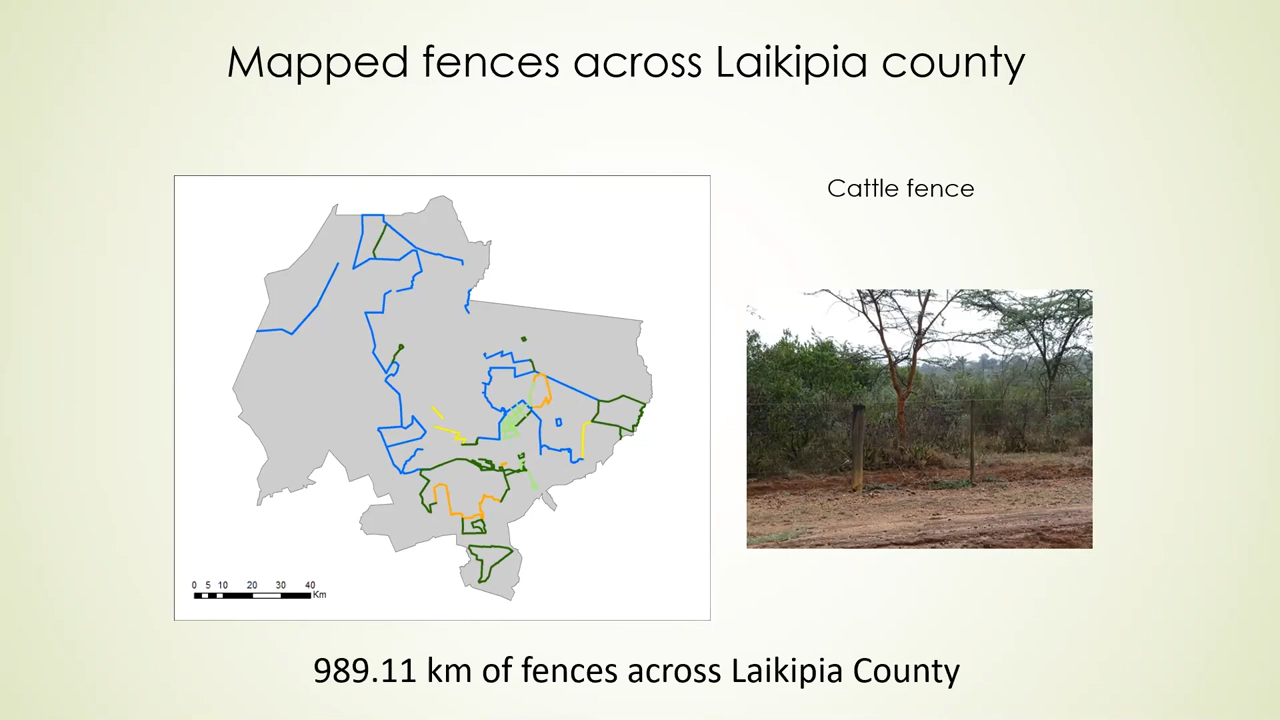 Mapped fences across Laikipia county
Cattle fence
0 5 10 20 30 40
Km
989.11 km of fences across Laikipia County